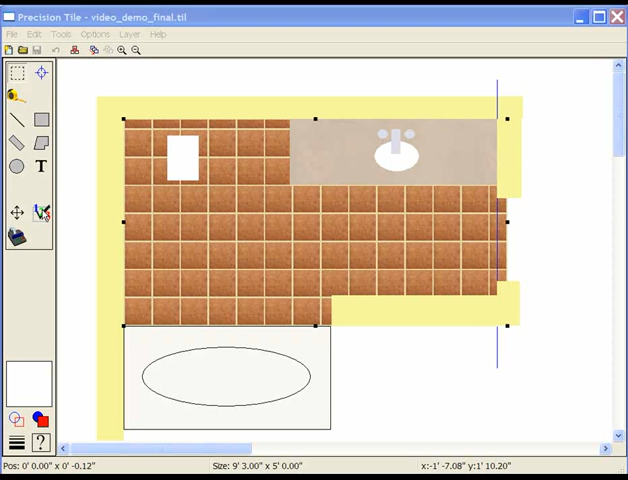 Precision Tile - video_demo_final.til
File Edit Tools Options Layer Help
T
?
Pos: 0' 0.00" x 0' -0.12" Size: 9' 3.00" x 5' 0.00" x:-1' -7.08" y:1' 10.20"